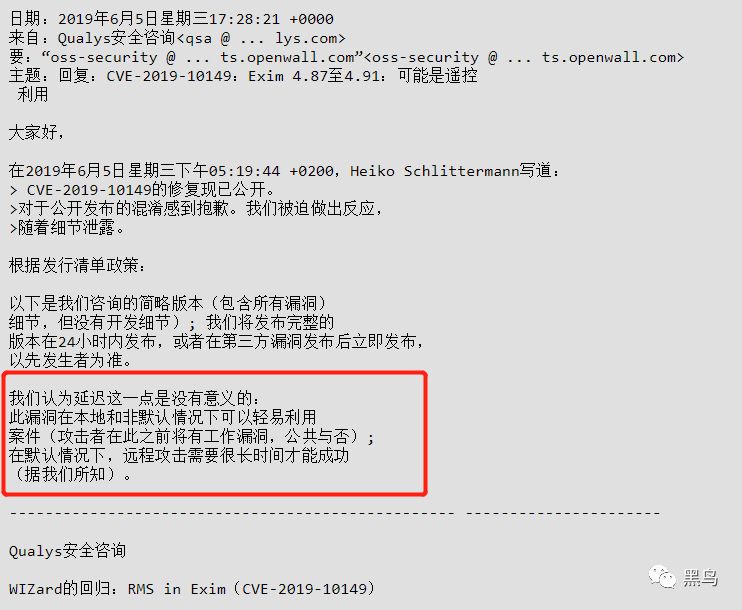 日期：2019年6月5日星期三17:28:21 +0000
来自：Qualys安全咨询<qsa @ ... lys.com>
要：“oss-security @ ... ts.openwall.com”<oss-security @ ... ts.openwall.com>
主题：回复：CVE-2019-10149：Exim 4.87至4.91：可能是遥控
利用
大家好，
在2019年6月5日星期三下午05:19:44 +0200，Heiko Schlittermann写道：
> CVE-2019-10149的修复现已公开。
>对于公开发布的混淆感到抱歉。我们被迫做出反应，
>随着细节泄露。
根据发行清单政策：
以下是我们咨询的简略版本（包含所有漏洞）
细节，但没有开发细节）; 我们将发布完整的
版本在24小时内发布，或者在第三方漏洞发布后立即发布，
以先发生者为准。
我们认为延迟这一点是没有意义的：
此漏洞在本地和非默认情况下可以轻易利用
案件（攻击者在此之前将有工作漏洞，公共与否）;
在默认情况下，远程攻击需要很长时间才能成功
（据我们所知）。
---------------------------------------------- --------------------
Qualys安全咨询
WIZard的回归：RMS in Exim（CVE-2019-10149）
黑鸟